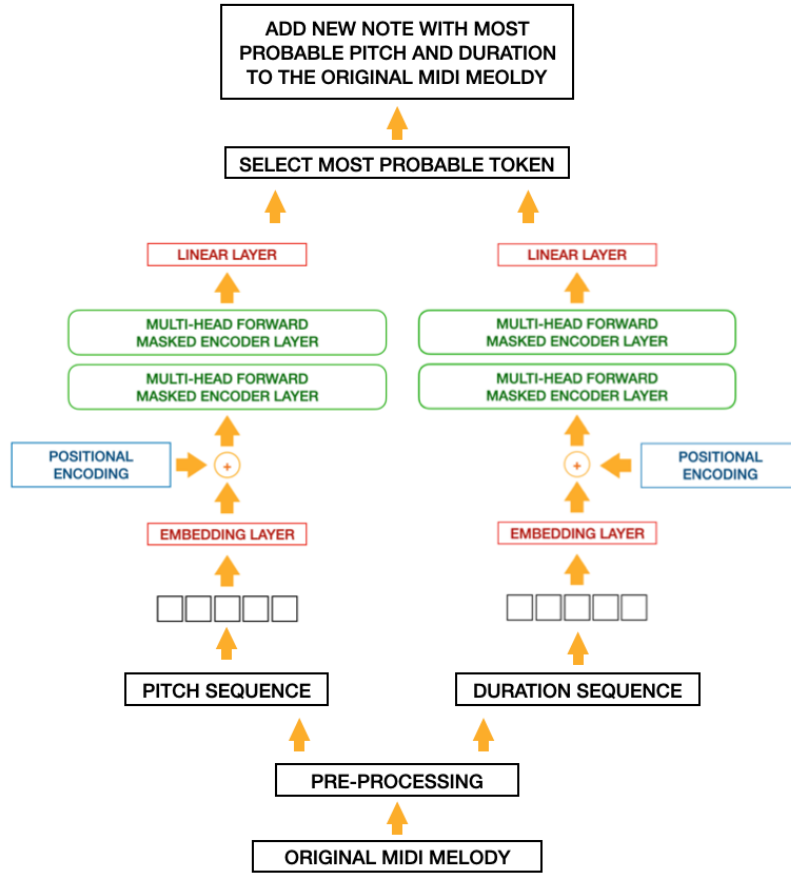 ADD NEW NOTE WITH MOST
PROBABLE PITCH AND DURATION
TO THE ORIGINAL MIDI MEOLDY
SELECT MOST PROBABLE TOKEN
LINEAR LAYER
LINEAR LAYER
MULTI-HEAD FORWARD
MASKED ENCODER LAYER
MULTI-HEAD FORWARD
MASKED ENCODER LAYER
MULTI-HEAD FORWARD
MASKED ENCODER LAYER
MULTI-HEAD FORWARD
MASKED ENCODER LAYER
POSITIONAL
ENCODING
+
+
POSITIONAL
ENCODING
EMBEDDING LAYER
EMBEDDING LAYER
PITCH SEQUENCE
DURATION SEQUENCE
PRE-PROCESSING
ORIGINAL MIDI MELODY